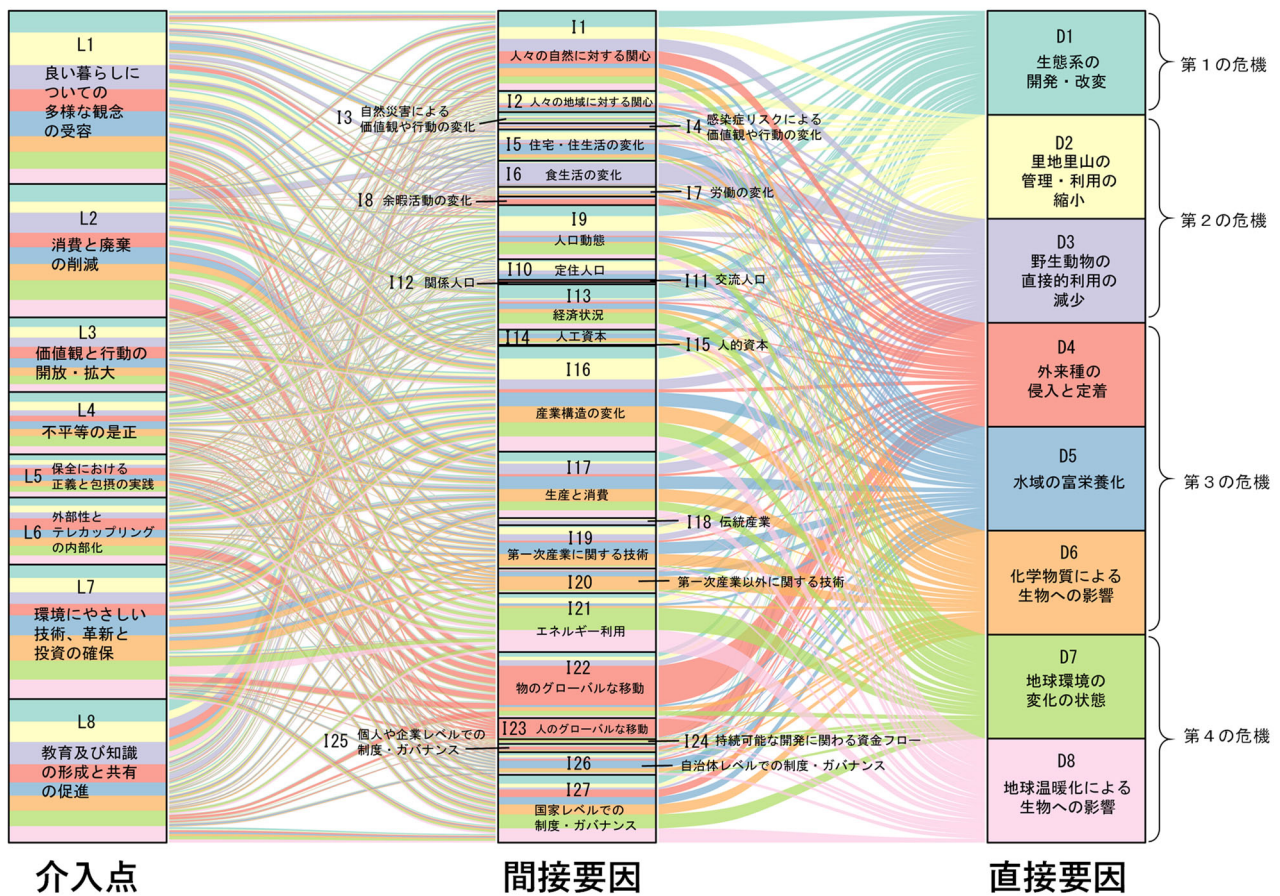 L1
良い暮らしに
ついての
多様な観念
の受容
L2
消費と廃棄
の削減
L3
価値観と行動の
開放・拡大
L4
不平等の是正
L5 保全における
正義と包摂の実践
L6 外部性と
テレカップリング
の内部化
L7
環境にやさしい
技術、革新と
投資の確保
L8
教育及び知識
の形成と共有
の促進
介入点
I1
人々の自然に対する関心
I2 人々の地域に対する関心
I3 自然災害による
価値観や行動の変化
I4 感染症リスクによる
価値観や行動の変化
I5 住宅・住生活の変化
I6 食生活の変化
I7 労働の変化
I8 余暇活動の変化
I9
人口動態
I10 定住人口
I11 交流人口
I12 関係人口
I13
経済状況
I14 人工資本
I15 人的資本
I16
産業構造の変化
I17
生産と消費
I18 伝統産業
I19
第一次産業に関する技術
I20 第一次産業以外に関する技術
I21
エネルギー利用
I22
物のグローバルな移動
I23 人のグローバルな移動
I24 持続可能な開発に関わる資金フロー
I25 個人や企業レベルでの
制度・ガバナンス
I26 自治体レベルでの制度・ガバナンス
I27
国家レベルでの
制度・ガバナンス
間接要因
D1
生態系の
開発・改変
D2
里地里山の
管理・利用の
縮小
D3
野生動物の
直接的利用の
減少
D4
外来種の
侵入と定着
D5
水域の富栄養化
D6
化学物質による
生物への影響
D7
地球環境の
変化の状態
D8
地球温暖化による
生物への影響
直接要因
第1の危機
第2の危機
第3の危機
第4の危機